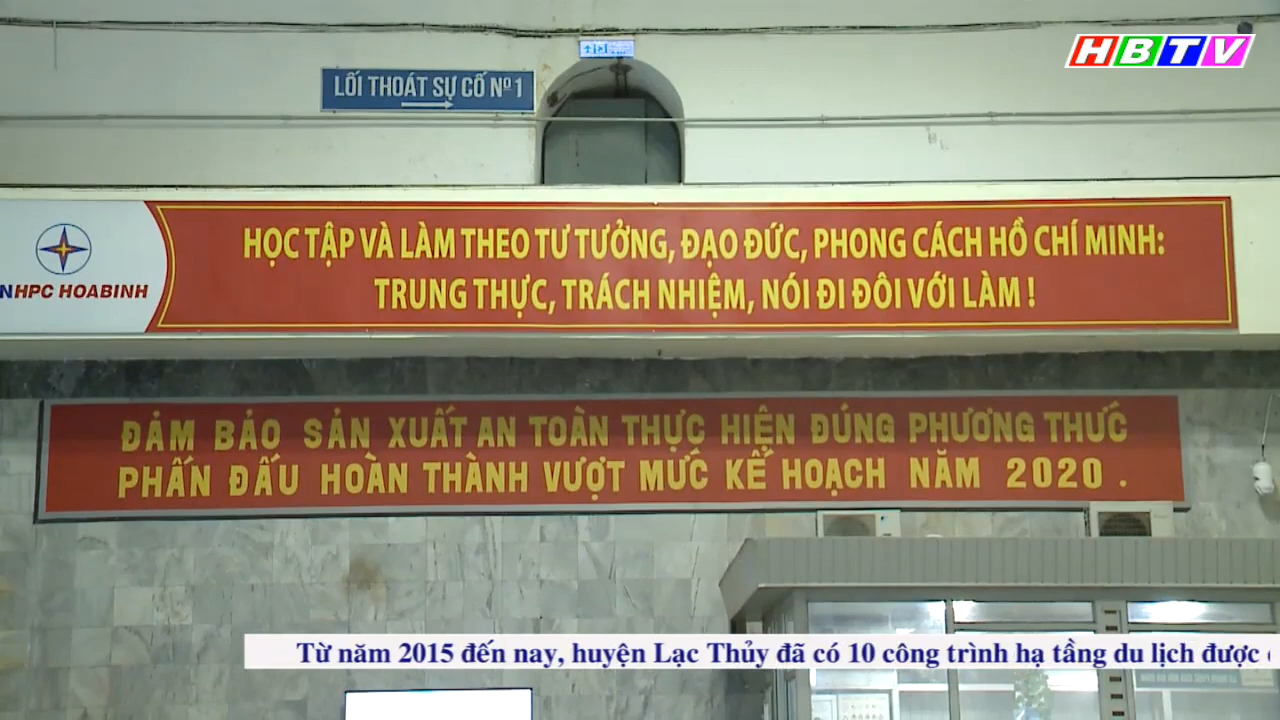 HBTV
LỐI THOÁT SỰ CỐ Nº1
HỌC TẬP VÀ LÀM THEO TƯ TƯỞNG, ĐẠO ĐỨC, PHONG CÁCH HỒ CHÍ MINH:
TRUNG THỰC, TRÁCH NHIỆM, NÓI ĐI ĐÔI VỚI LÀM !
NHPC HOABINH
ĐẢM BẢO SẢN XUẤT AN TOÀN THỰC HIỆN ĐÚNG PHƯƠNG THỨC
PHẤN ĐẤU HOÀN THÀNH VƯỢT MỨC KẾ HOẠCH NĂM 2020 .
Từ năm 2015 đến nay, huyện Lạc Thủy đã có 10 công trình hạ tầng du lịch được